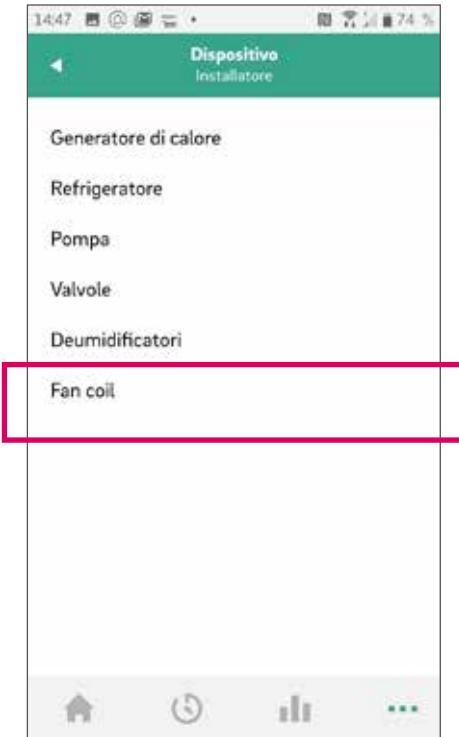 14:47 74 %
Dispositivo
Installatore
Generatore di calore
Refrigeratore
Pompa
Valvole
Deumidificatori
Fan coil